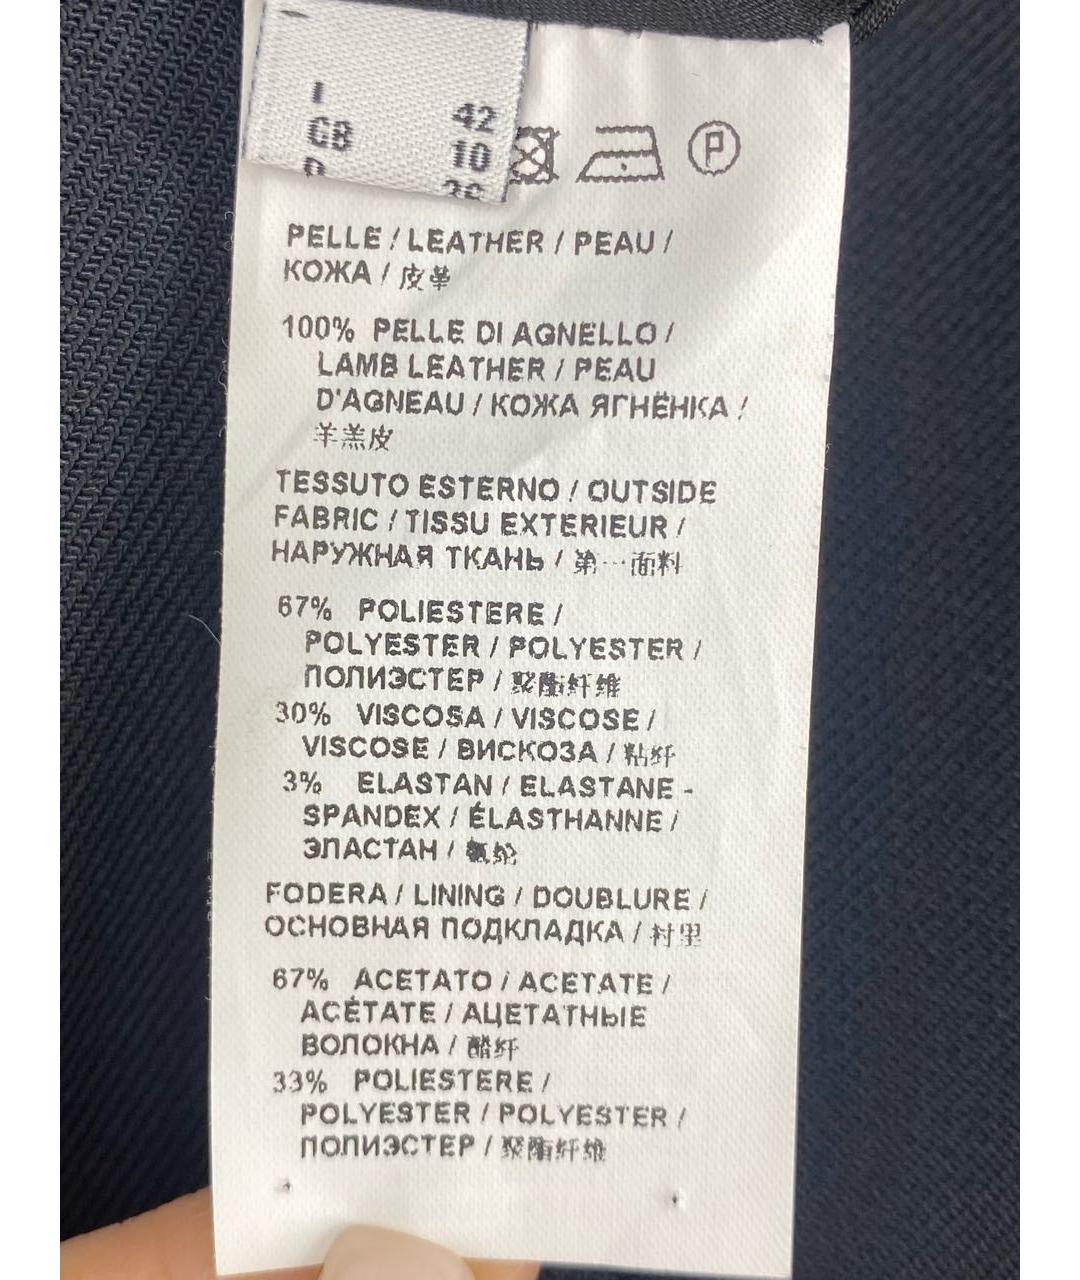 I 42
GB 10
P
PELLE / LEATHER / PEAU /
КОЖА / 皮革
100% PELLE DI AGNELLO /
LAMB LEATHER / PEAU
D'AGNEAU / КОЖА ЯГНЁНКА /
羊羔皮
TESSUTO ESTERNO / OUTSIDE
FABRIC / TISSU EXTERIEUR /
НАРУЖНАЯ ТКАНЬ / 第一面料
67% POLIESTERE /
POLYESTER / POLYESTER /
ПОЛИЭСТЕР / 聚酯纤维
30% VISCOSA / VISCOSE /
VISCOSE / ВИСКОЗА / 粘纤
3% ELASTAN / ELASTANE -
SPANDEX / ÉLASTHANNE /
ЭЛАСТАН / 氨纶
FODERA / LINING / DOUBLURE /
ОСНОВНАЯ ПОДКЛАДКА / 衬里
67% ACETATO / ACETATE /
ACÉTATE / АЦЕТАТНЫЕ
ВОЛОКНА / 醋纤
33% POLIESTERE /
POLYESTER / POLYESTER /
ПОЛИЭСТЕР / 聚酯纤维